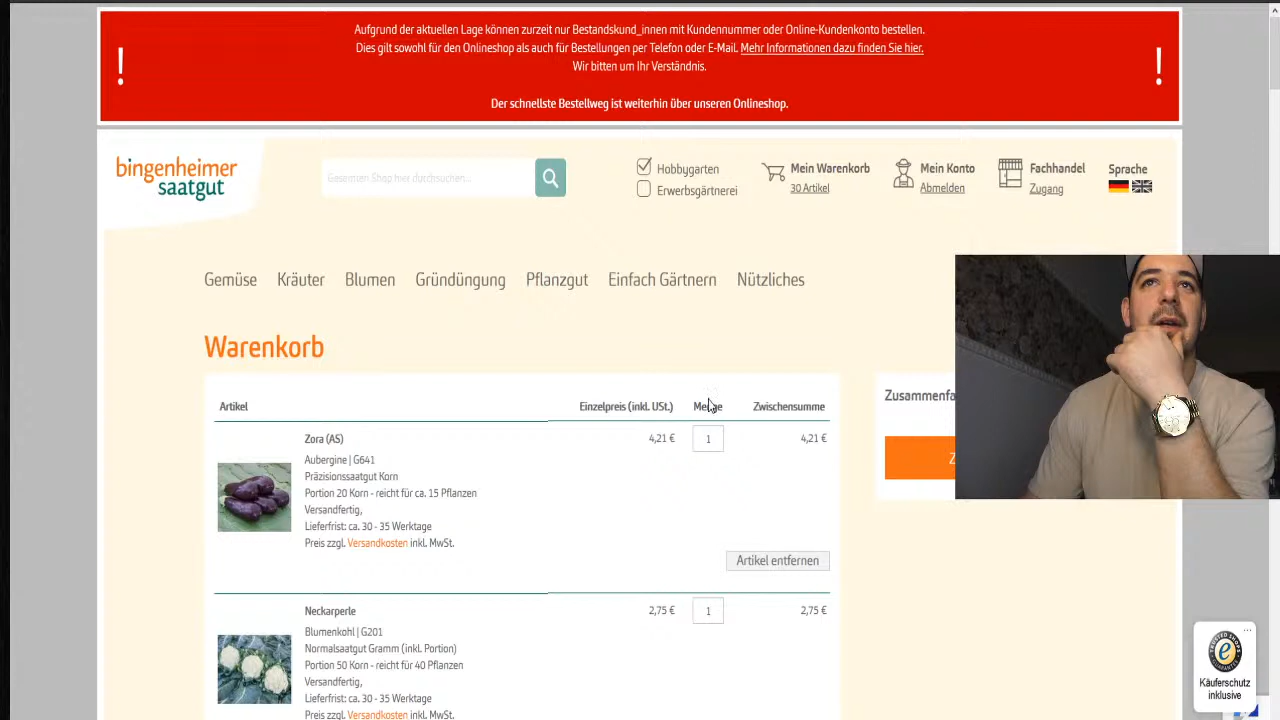 Aufgrund der aktuellen Lage können zurzeit nur Bestandskund_innen mit Kundennummer oder Online-Kundenkonto bestellen.
Dies gilt sowohl für den Onlineshop als auch für Bestellungen per Telefon oder E-Mail. Mehr Informationen dazu finden Sie hier.
Wir bitten um Ihr Verständnis.
! !
Der schnellste Bestellweg ist weiterhin über unseren Onlineshop.
bingenheimer
saatgut
Gesamten Shop hier durchsuchen...
Hobbygarten
Erwerbsgärtnerei
Mein Warenkorb
30 Artikel
Mein Konto
Abmelden
Fachhandel
Zugang
Sprache
Gemüse Kräuter Blumen Gründüngung Pflanzgut Einfach Gärtnern Nützliches
Warenkorb
Artikel Einzelpreis (inkl. USt.) Menge Zwischensumme
Zora (AS) 4,21 € 1 4,21 €
Aubergine | G641
Präzisionssaatgut Korn
Portion 20 Korn - reicht für ca. 15 Pflanzen
Versandfertig,
Lieferfrist: ca. 30 - 35 Werktage
Preis zzgl. Versandkosten inkl. MwSt.
Artikel entfernen
Neckarperle 2,75 € 1 2,75 €
Blumenkohl | G201
Normalsaatgut Gramm (inkl. Portion)
Portion 50 Korn - reicht für 40 Pflanzen
Versandfertig,
Lieferfrist: ca. 30 - 35 Werktage
Preis zzgl. Versandkosten inkl. MwSt.
Zusammenfa
Z
Käuferschutz
inklusive